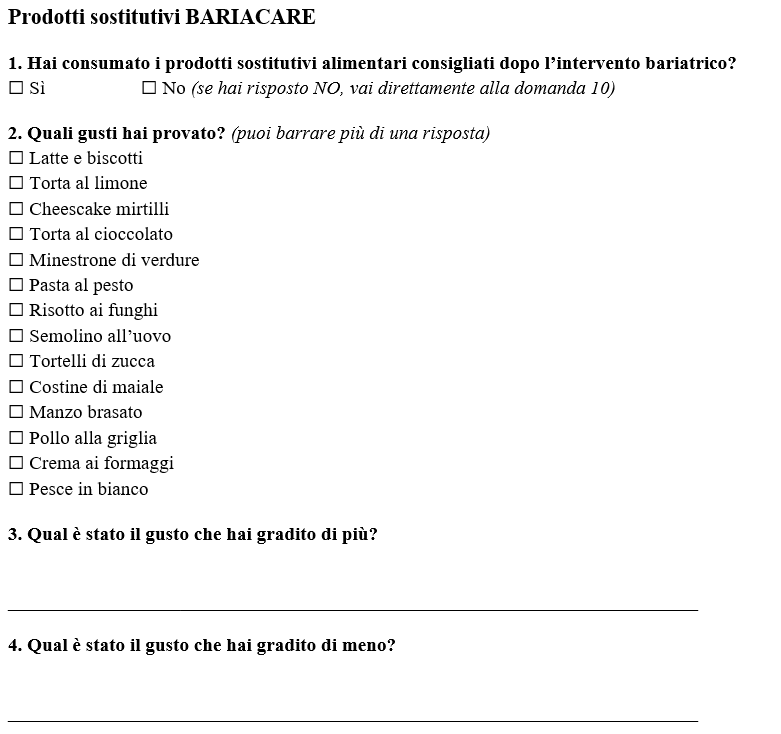 Prodotti sostitutivi BARIACARE
1. Hai consumato i prodotti sostitutivi alimentari consigliati dopo l’intervento bariatrico?
☐ Sì ☐ No (se hai risposto NO, vai direttamente alla domanda 10)
2. Quali gusti hai provato? (puoi barrare più di una risposta)
☐ Latte e biscotti
☐ Torta al limone
☐ Cheescake mirtilli
☐ Torta al cioccolato
☐ Minestrone di verdure
☐ Pasta al pesto
☐ Risotto ai funghi
☐ Semolino all’uovo
☐ Tortelli di zucca
☐ Costine di maiale
☐ Manzo brasato
☐ Pollo alla griglia
☐ Crema ai formaggi
☐ Pesce in bianco
3. Qual è stato il gusto che hai gradito di più?
4. Qual è stato il gusto che hai gradito di meno?